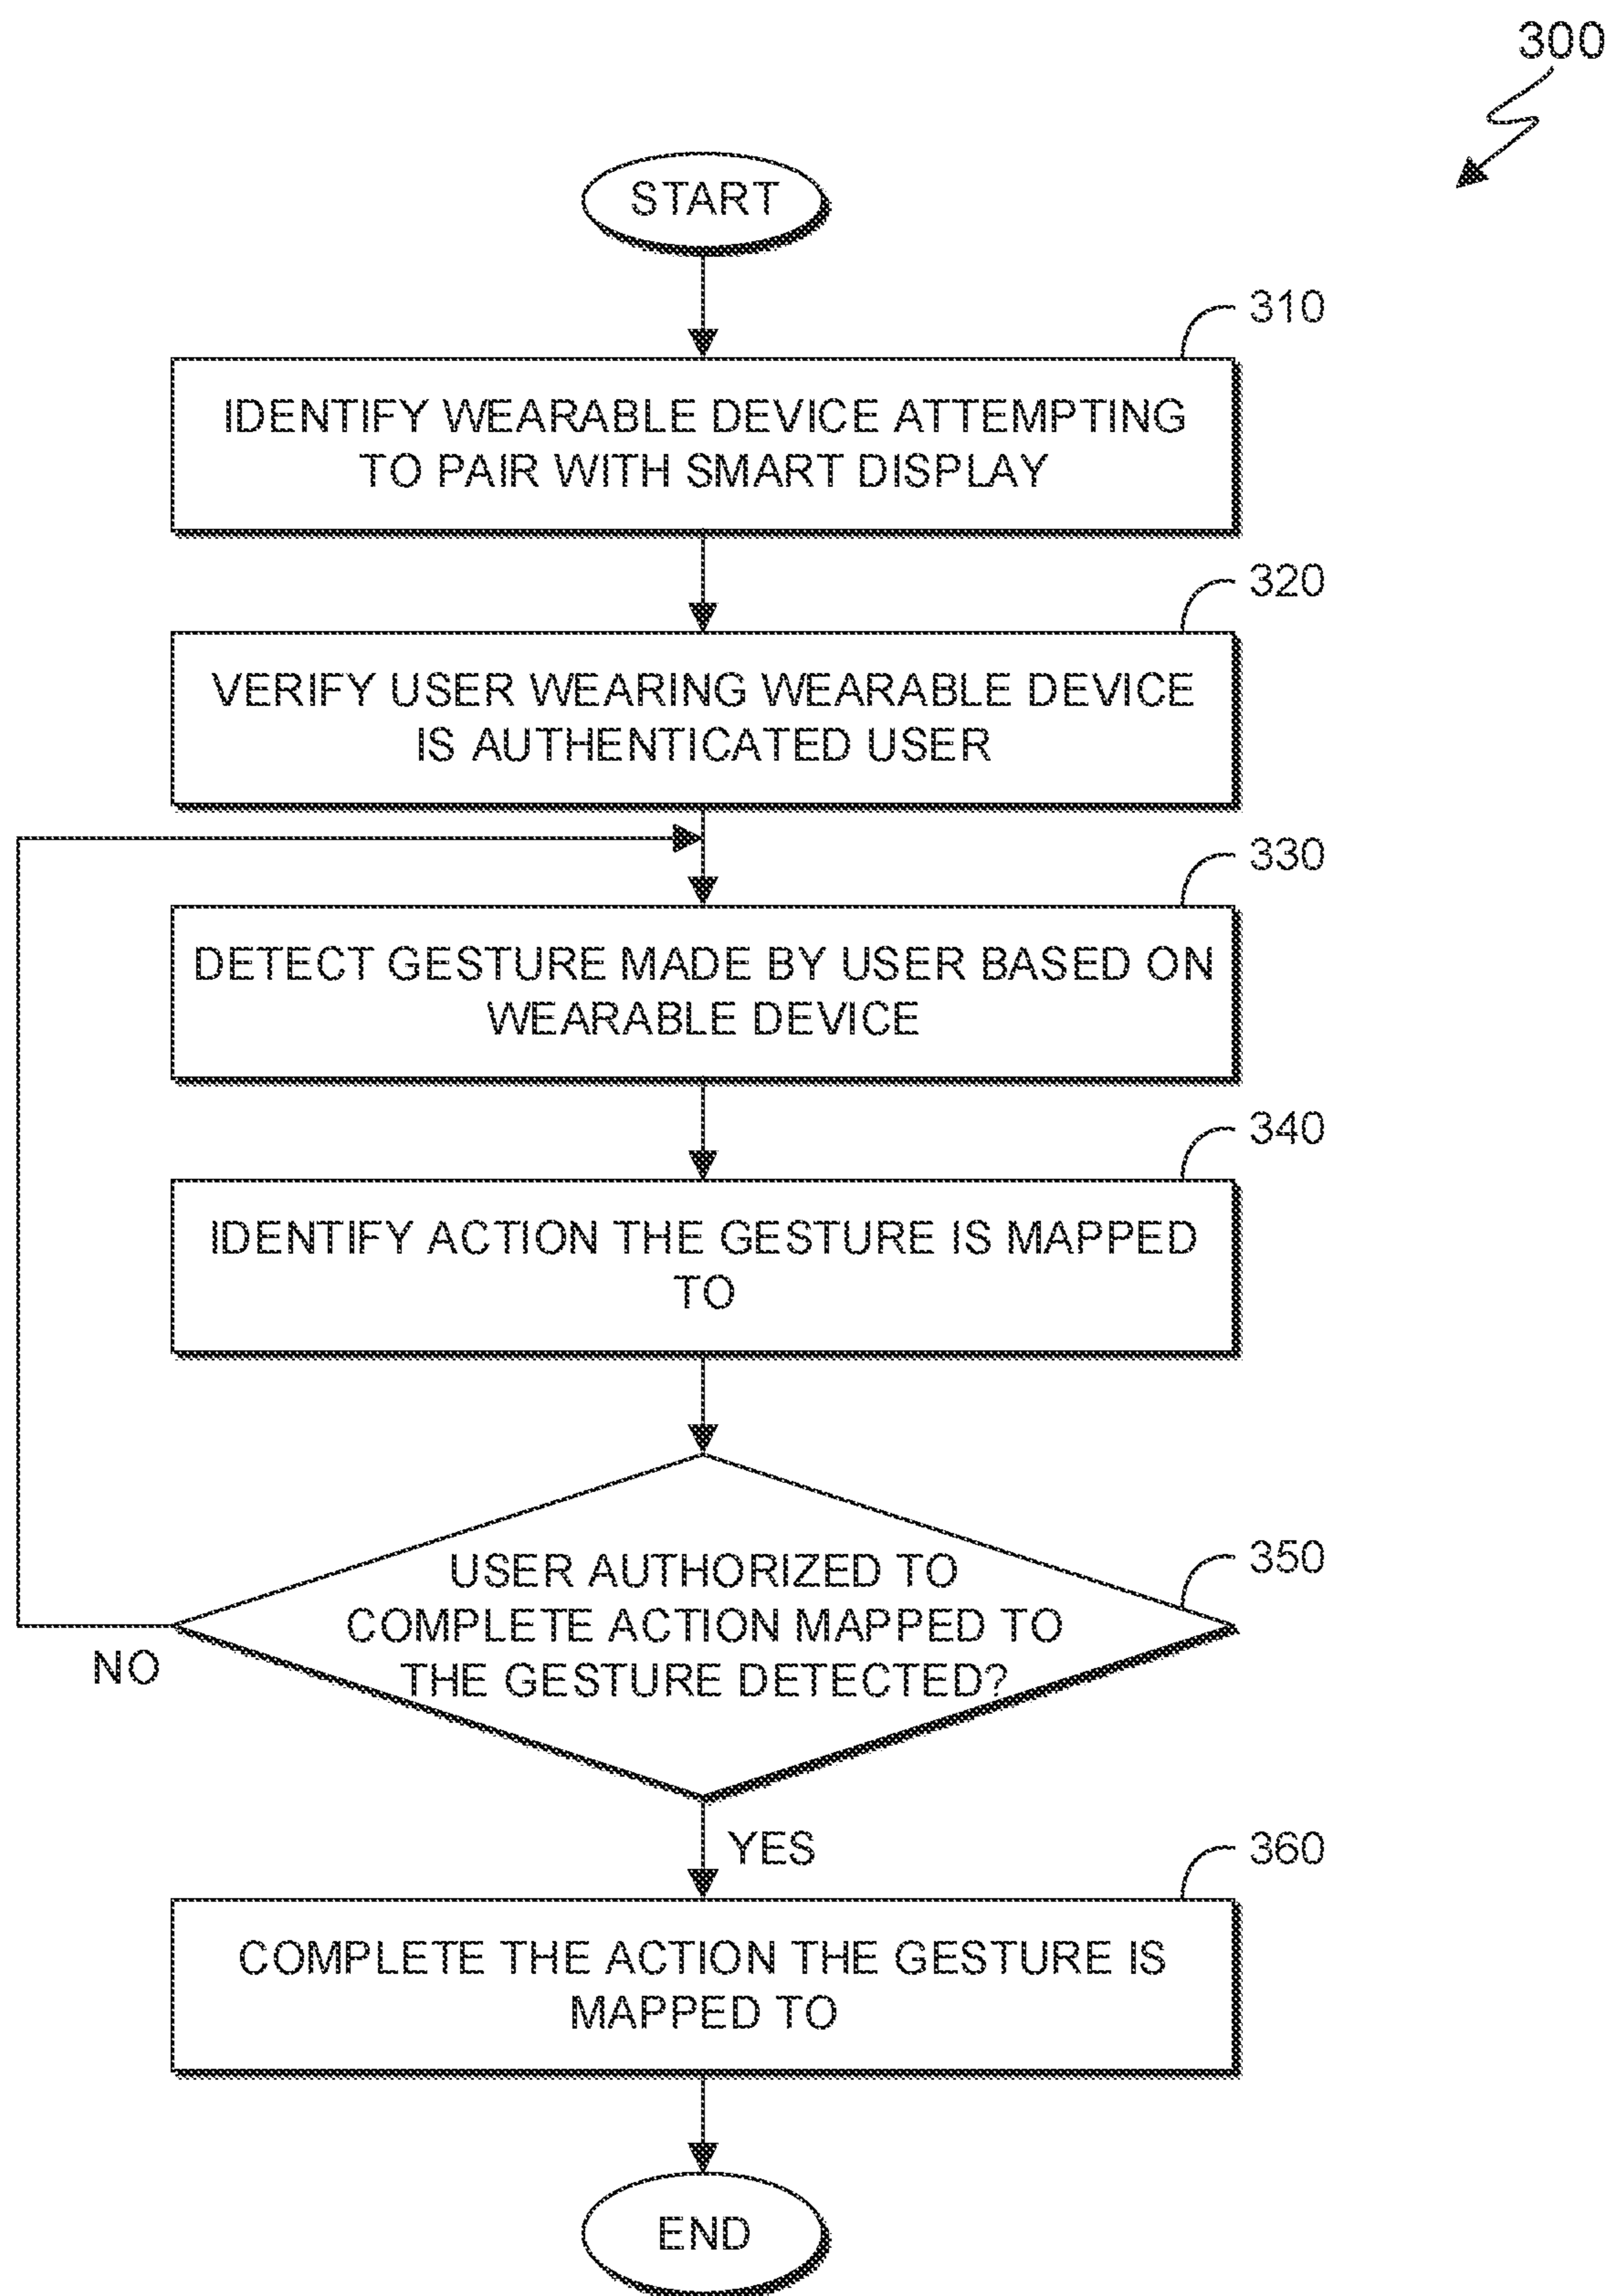 300
START
310
IDENTIFY WEARABLE DEVICE ATTEMPTING
TO PAIR WITH SMART DISPLAY
320
VERIFY USER WEARING WEARABLE DEVICE
IS AUTHENTICATED USER
330
DETECT GESTURE MADE BY USER BASED ON
WEARABLE DEVICE
340
IDENTIFY ACTION THE GESTURE IS MAPPED
TO
350
USER AUTHORIZED TO
COMPLETE ACTION MAPPED TO
THE GESTURE DETECTED?
NO
YES
360
COMPLETE THE ACTION THE GESTURE IS
MAPPED TO
END